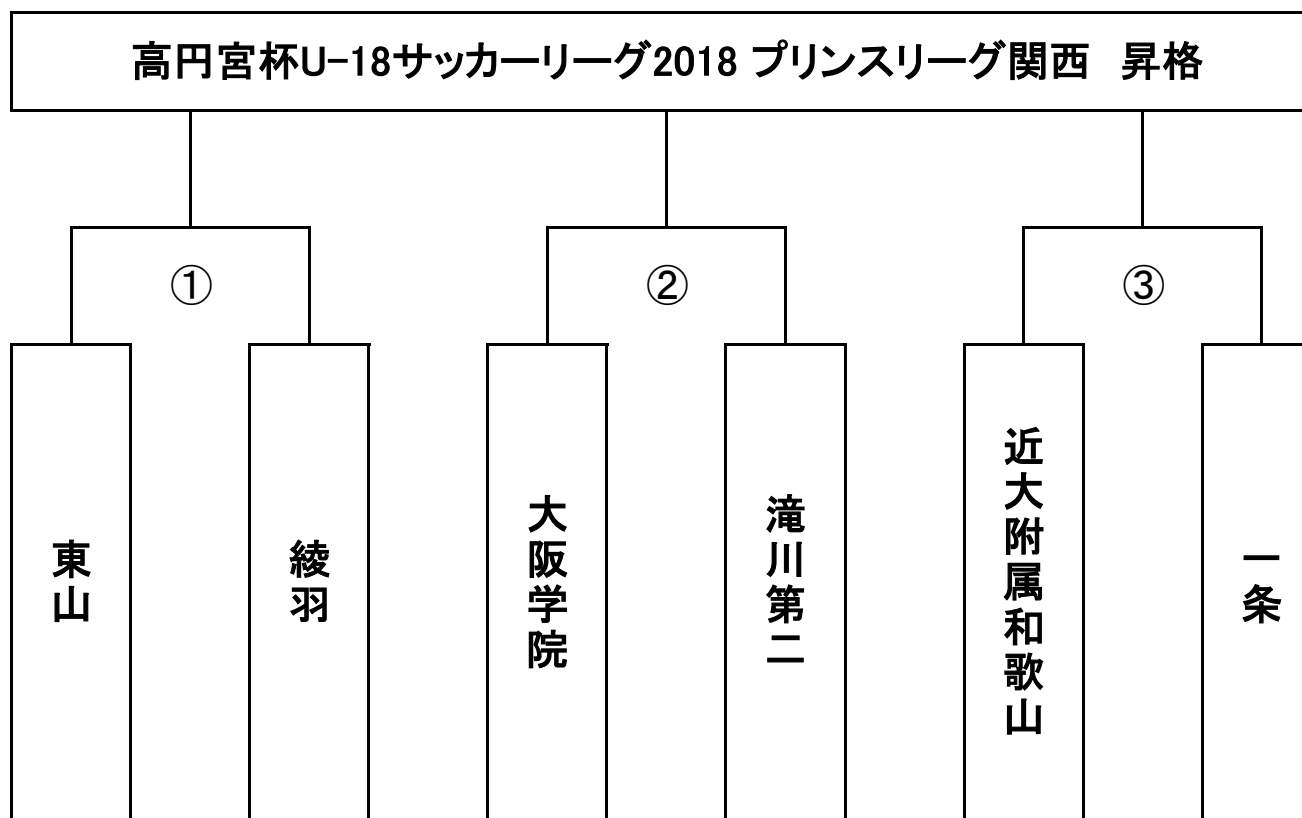 高円宮杯U-18サッカーリーグ2018 プリンスリーグ関西　昇格
①
②
③
東山
綾羽
大阪学院
滝川第二
近大附属和歌山
一条